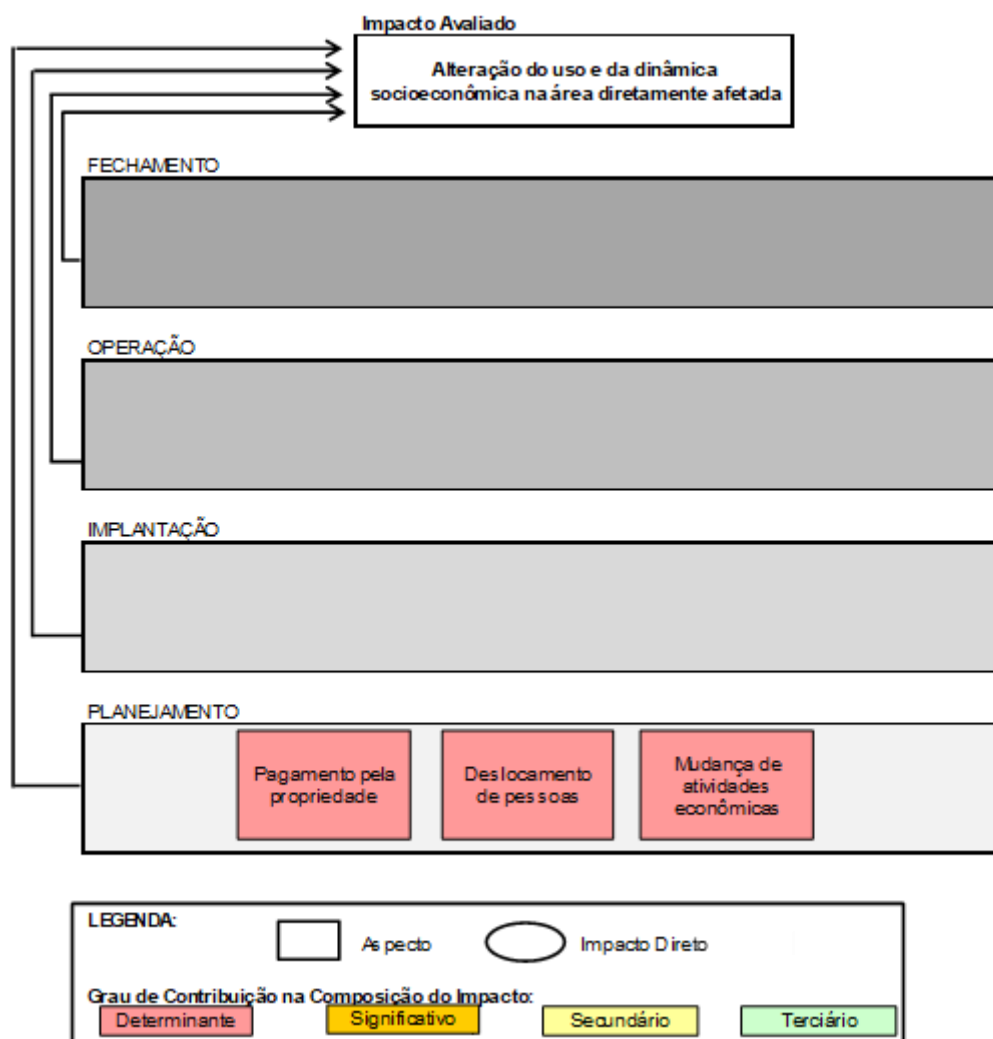 Impacto Avaliado
Alteração do uso e da dinâmica
socioeconômica na área diretamente afetada
FECHAMENTO
OPERAÇÃO
IMPLANTAÇÃO
PLANEJAMENTO
Pagamento pela
propriedade
Deslocamento
de pessoas
Mudança de
atividades
econômicas
LEGENDA:
Aspecto
Impacto Direto
Grau de Contribuição na Composição do Impacto:
Determinante
Significativo
Secundário
Terciário